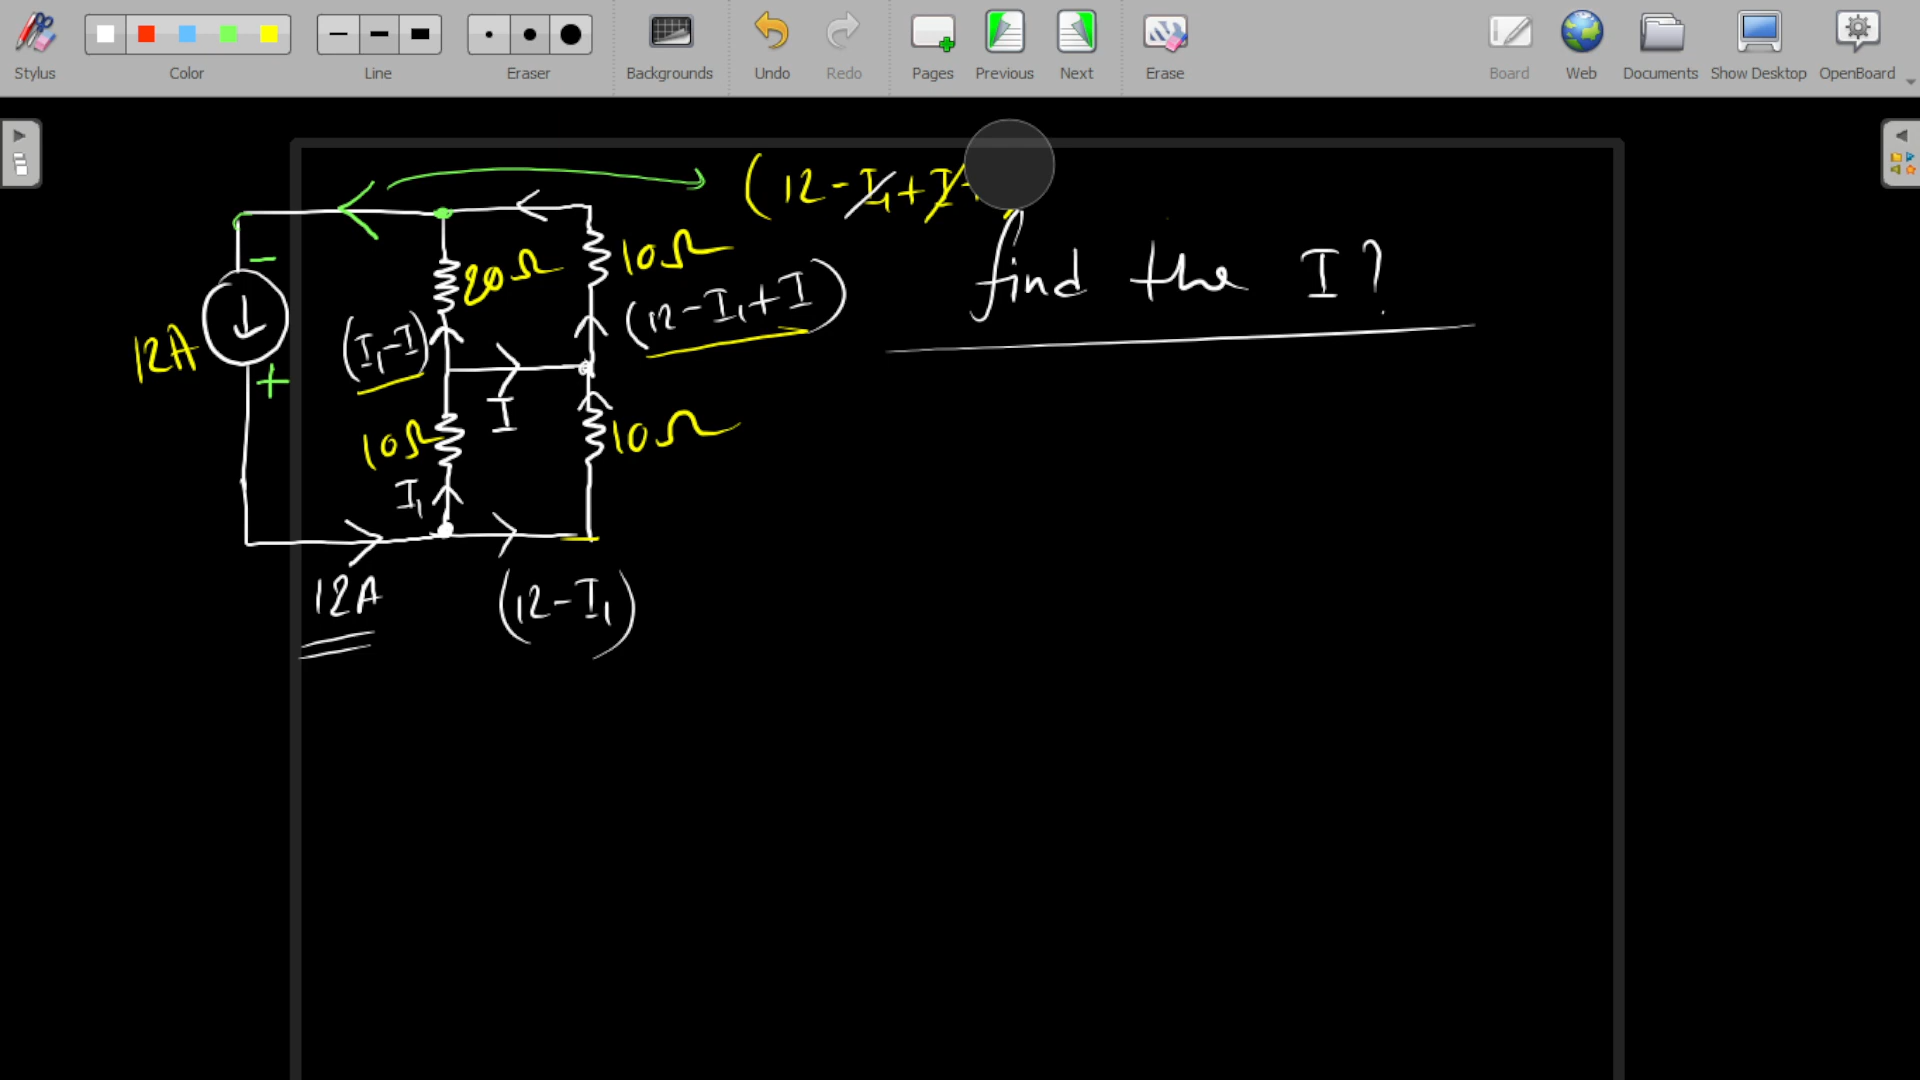 Stylus
Color
Line
Eraser
Backgrounds
Undo
Redo
Pages
Previous
Next
Erase
Board
Web
Documents
Show Desktop
OpenBoard
(12-I₁+I-
find the I?
-
20Ω
10Ω
(12-I₁+I)
12A
(I₁-I)
+
I
10Ω
10Ω
I₁
12A
(12-I₁)